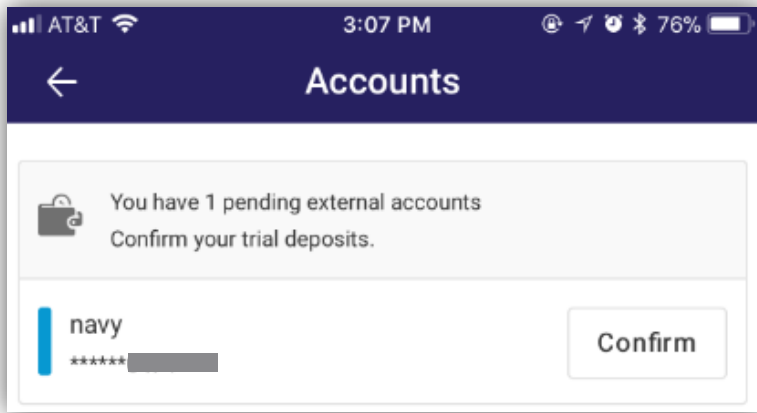 AT&T 3:07 PM 76%
Accounts
You have 1 pending external accounts
Confirm your trial deposits.
navy
******
Confirm